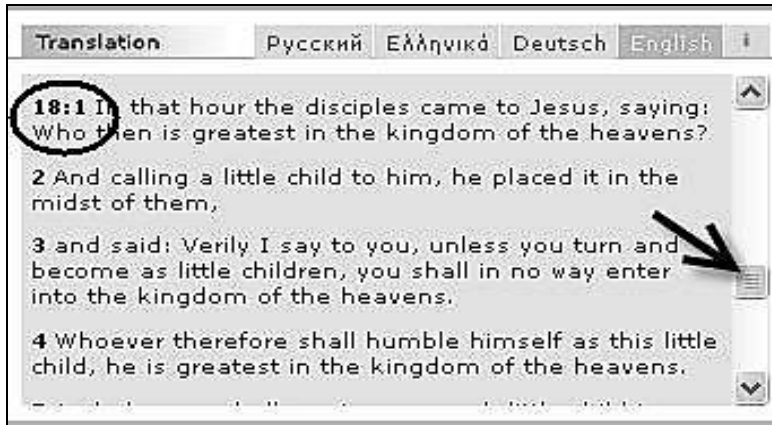 Translation Русский Ελληνικά Deutsch English i
18:1 In that hour the disciples came to Jesus, saying:
Who then is greatest in the kingdom of the heavens?
2 And calling a little child to him, he placed it in the
midst of them,
3 and said: Verily I say to you, unless you turn and
become as little children, you shall in no way enter
into the kingdom of the heavens.
4 Whoever therefore shall humble himself as this little
child, he is greatest in the kingdom of the heavens.